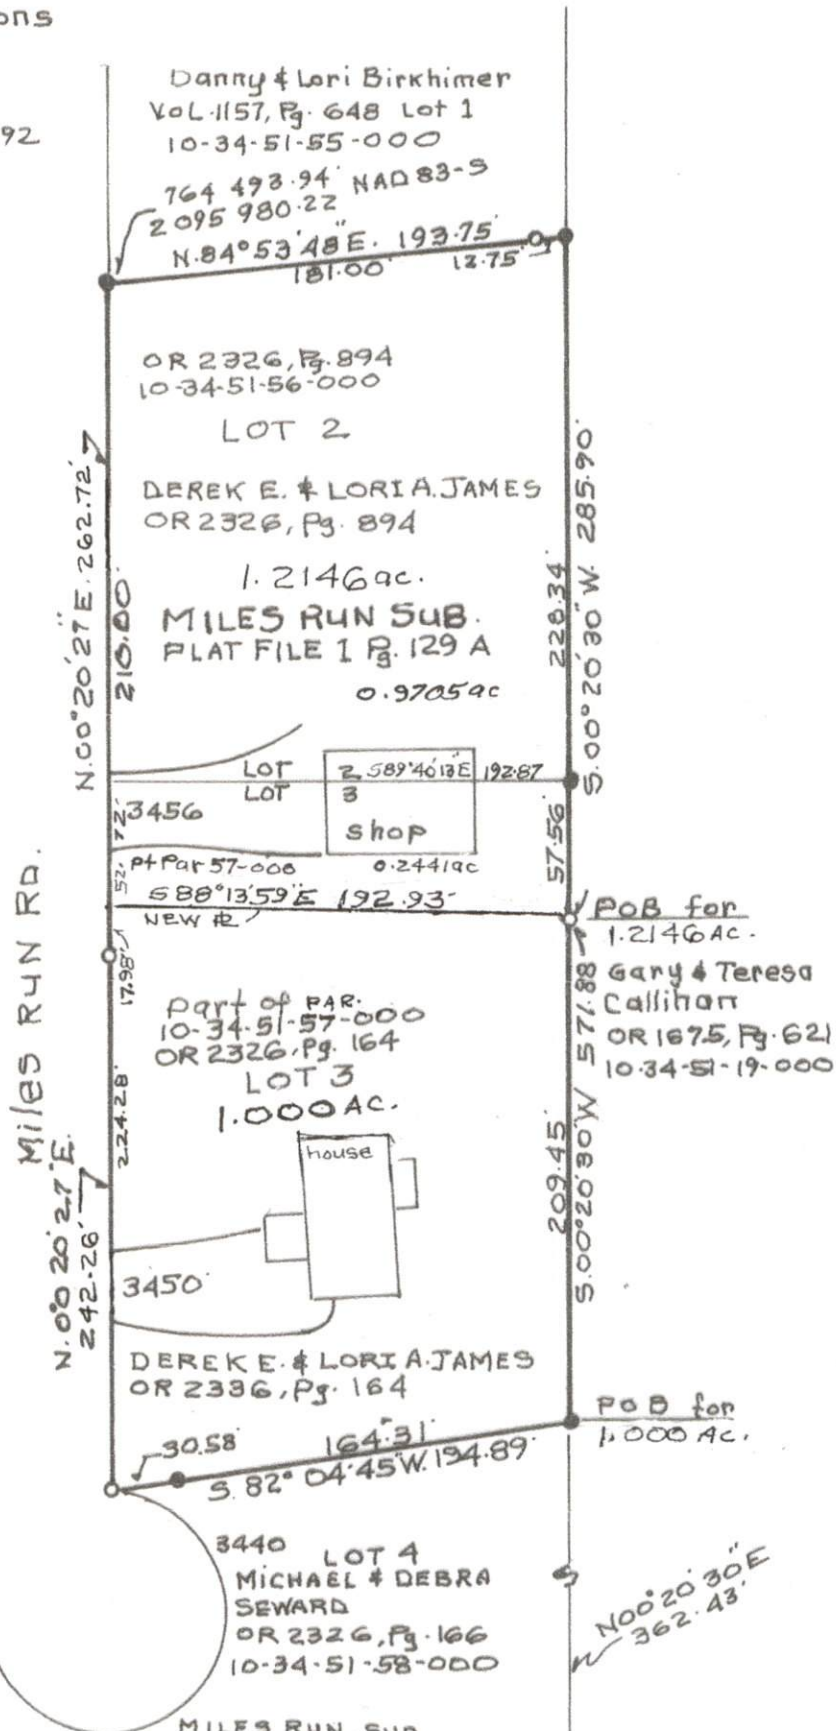 ons
92
Danny & Lori Birkhimer
VoL.1157, Pg. 648 Lot 1
10-34-51-55-000
764 493.94' NAD 83-S
2 095 980.22
N.84°53'48"E. 193.75'
181.00' 12.75'
OR 2326, Pg. 894
10-34-51-56-000
LOT 2
DEREK E. & LORI A. JAMES
OR 2326, Pg. 894
1.2146 ac.
MILES RUN SUB.
PLAT FILE 1 Pg. 129 A
0.9705 ac
N.00°20'27"E. 262.72'
210.00'
228.34'
S.00°20'30"W. 285.90'
LOT 2 S89°40'13"E 192.87
LOT 3
3456
shop
52.72'
57.56'
pt Par 57-000 0.2441 ac
S88°13'59"E 192.93'
NEW PL
POB for
1.2146 AC.
Gary & Teresa
Callihan
OR 1675, Pg. 621
10-34-51-19-000
17.98'
Miles RUN RD.
part of PAR.
10-34-51-57-000
OR 2326, Pg. 164
LOT 3
1.000 AC.
224.28'
N.00°20'27"E.
242.26'
209.45'
S.00°20'30"W 571.88
house
3450
DEREK E. & LORI A. JAMES
OR 2336, Pg. 164
POB for
1.000 AC.
30.58' 164.31'
S. 82° 04'45"W. 194.89'
3440 LOT 4
MICHAEL & DEBRA
SEWARD
OR 2326, Pg. 166
10-34-51-58-000
N00°20'30"E
362.43'
MILES RUN SUB